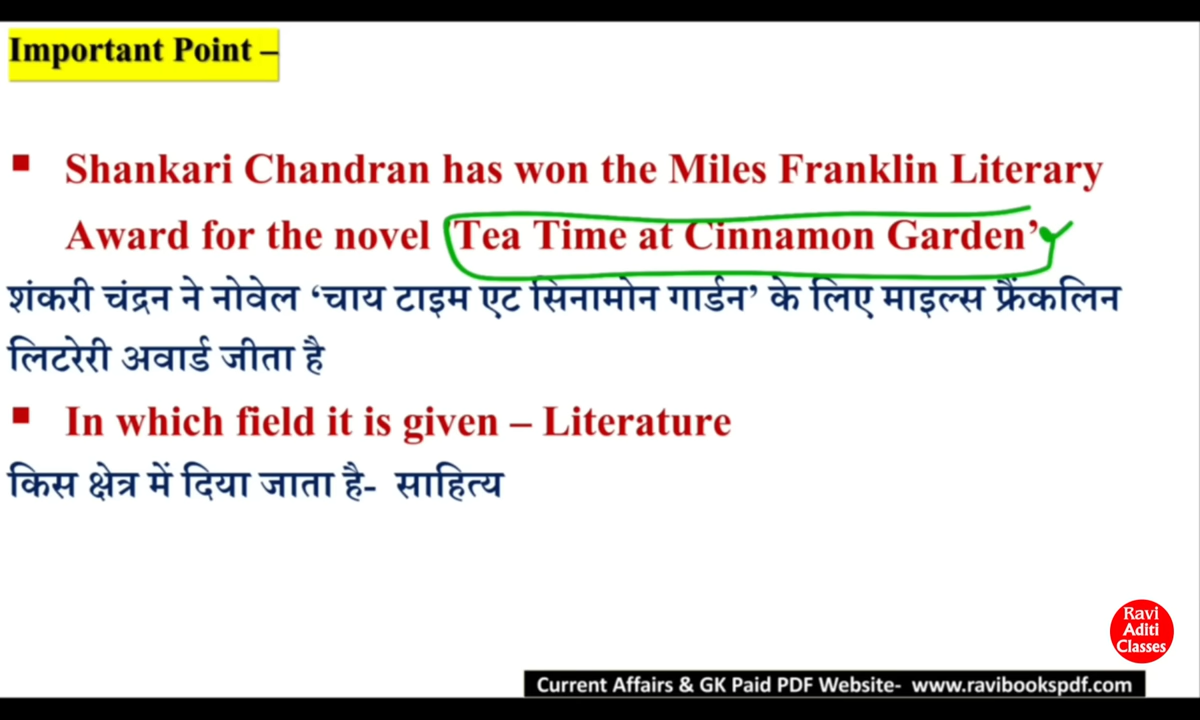 Important Point –
▪ Shankari Chandran has won the Miles Franklin Literary
Award for the novel ‘Tea Time at Cinnamon Garden’
शंकरी चंद्रन ने नोवेल ‘चाय टाइम एट सिनामोन गार्डन’ के लिए माइल्स फ्रैंकलिन
लिटरेरी अवार्ड जीता है
▪ In which field it is given – Literature
किस क्षेत्र में दिया जाता है- साहित्य
Ravi
Aditi
Classes
Current Affairs & GK Paid PDF Website- www.ravibookspdf.com